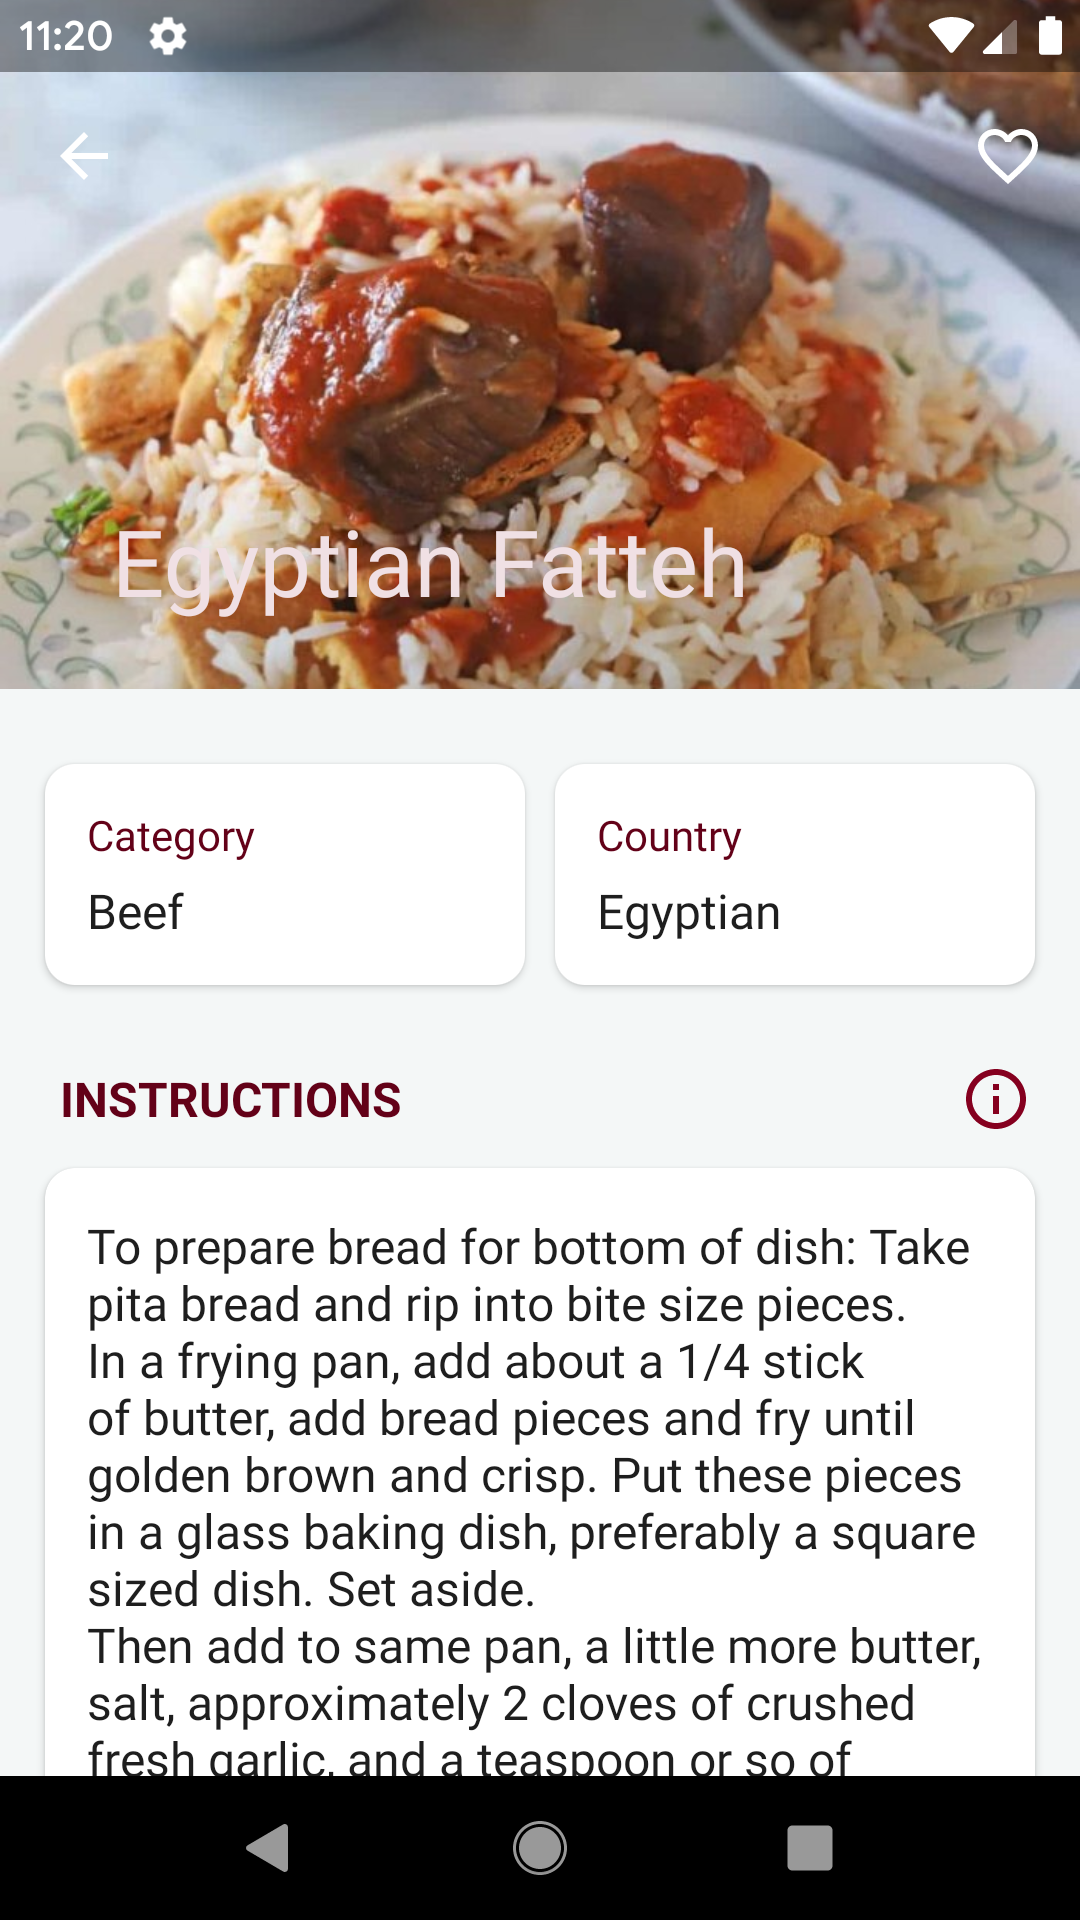 11:20
Egyptian Fatteh
Category
Beef
Country
Egyptian
INSTRUCTIONS
To prepare bread for bottom of dish: Take
pita bread and rip into bite size pieces.
In a frying pan, add about a 1/4 stick
of butter, add bread pieces and fry until
golden brown and crisp. Put these pieces
in a glass baking dish, preferably a square
sized dish. Set aside.
Then add to same pan, a little more butter,
salt, approximately 2 cloves of crushed
fresh garlic, and a teaspoon or so of